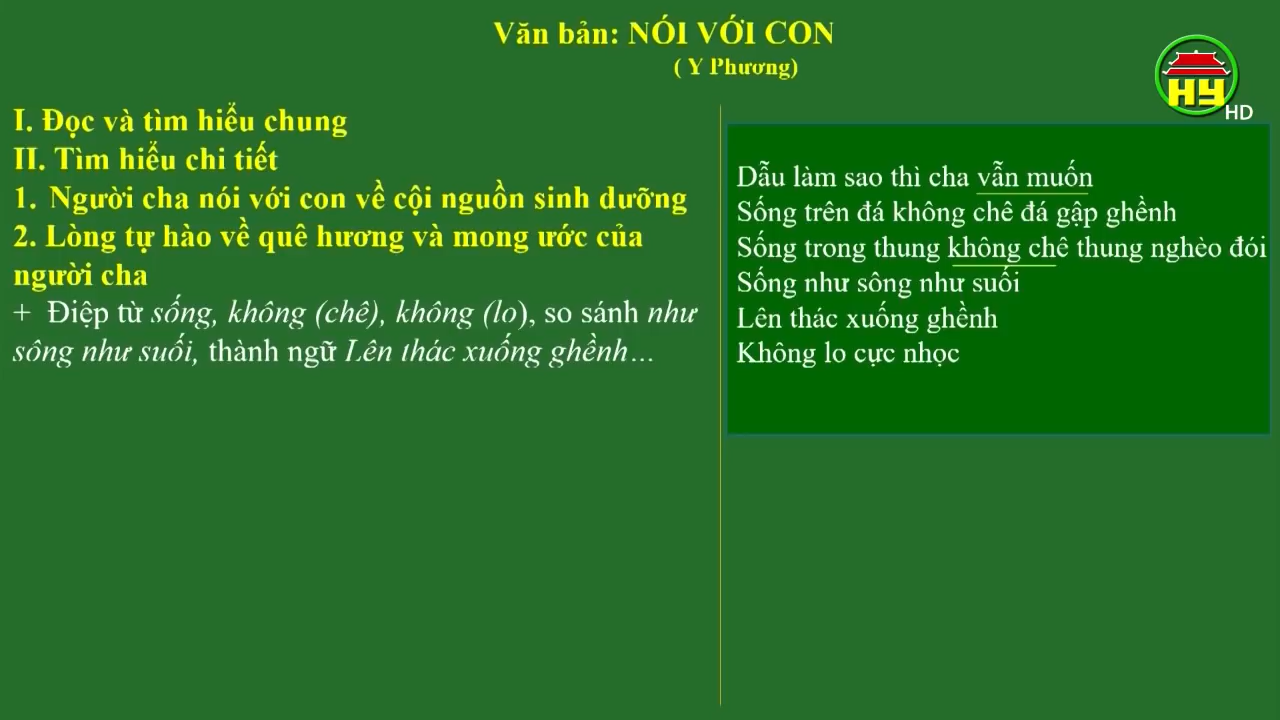 Văn bản: NÓI VỚI CON
( Y Phương)
HY
HD
I. Đọc và tìm hiểu chung
II. Tìm hiểu chi tiết
1. Người cha nói với con về cội nguồn sinh dưỡng
2. Lòng tự hào về quê hương và mong ước của
người cha
+ Điệp từ sống, không (chê), không (lo), so sánh như
sông như suối, thành ngữ Lên thác xuống ghềnh...
Dẫu làm sao thì cha vẫn muốn
Sống trên đá không chê đá gập ghềnh
Sống trong thung không chê thung nghèo đói
Sống như sông như suối
Lên thác xuống ghềnh
Không lo cực nhọc